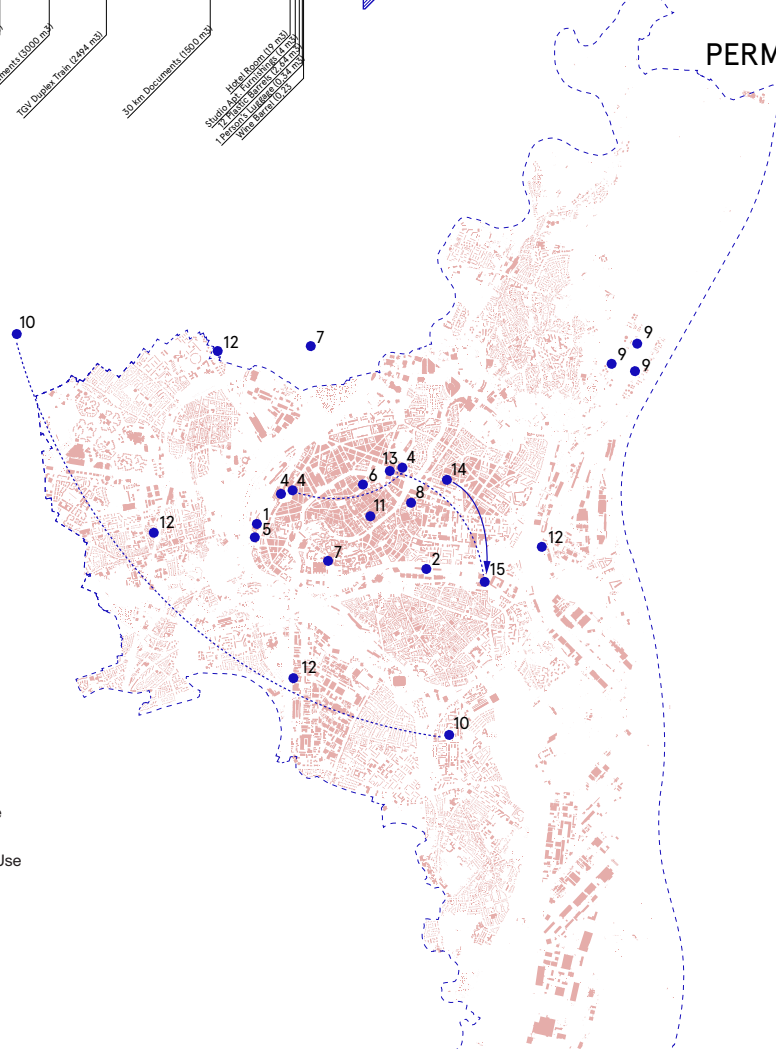 ments (3000 m3)
TGV Duplex Train (2494 m3)
30 km Documents (1500 m3)
Hotel Room (19 m3)
Studio Apt. Furnishings (4 m3)
12 Plastic Barrels (2.64 m3)
1 Person's Luggage (0.34 m3)
Wine Barrel (0.23
PERM
10
12
7
9
9
9
13
4
4
4
6
14
8
11
1
5
12
7
2
12
15
12
10
Use